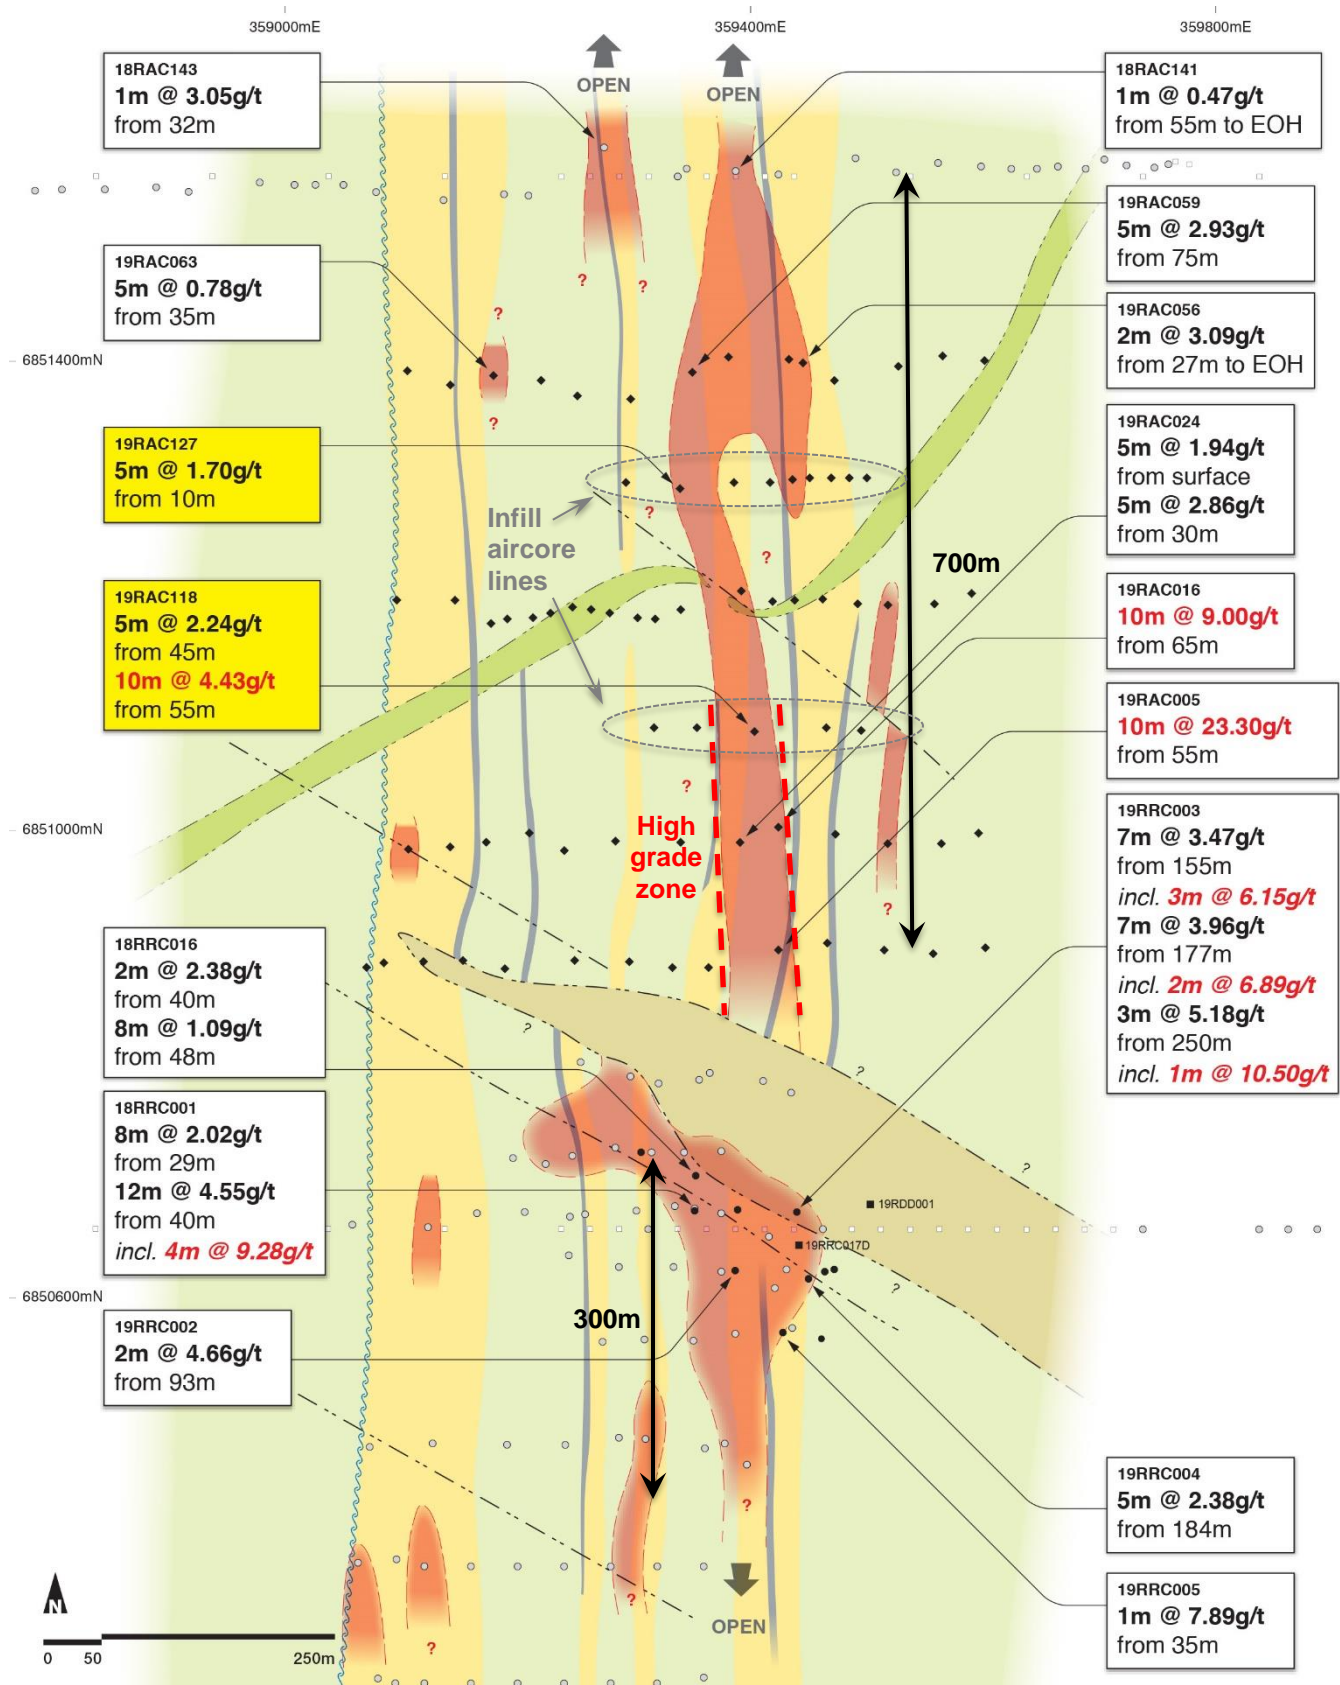 359000mE
359400mE
359800mE
OPEN
OPEN
18RAC143
1m @ 3.05g/t
from 32m
18RAC141
1m @ 0.47g/t
from 55m to EOH
19RAC059
5m @ 2.93g/t
from 75m
19RAC063
5m @ 0.78g/t
from 35m
?
?
?
?
?
19RAC056
2m @ 3.09g/t
from 27m to EOH
6851400mN
19RAC127
5m @ 1.70g/t
from 10m
19RAC024
5m @ 1.94g/t
from surface
5m @ 2.86g/t
from 30m
Infill
aircore
lines
?
?
700m
19RAC118
5m @ 2.24g/t
from 45m
10m @ 4.43g/t
from 55m
19RAC016
10m @ 9.00g/t
from 65m
19RAC005
10m @ 23.30g/t
from 55m
?
6851000mN
High
grade
zone
?
19RRC003
7m @ 3.47g/t
from 155m
incl. 3m @ 6.15g/t
7m @ 3.96g/t
from 177m
incl. 2m @ 6.89g/t
3m @ 5.18g/t
from 250m
incl. 1m @ 10.50g/t
18RRC016
2m @ 2.38g/t
from 40m
8m @ 1.09g/t
from 48m
?
?
18RRC001
8m @ 2.02g/t
from 29m
12m @ 4.55g/t
from 40m
incl. 4m @ 9.28g/t
?
19RDD001
19RRC017D
?
6850600mN
300m
19RRC002
2m @ 4.66g/t
from 93m
19RRC004
5m @ 2.38g/t
from 184m
?
?
?
OPEN
19RRC005
1m @ 7.89g/t
from 35m
N
0 50 250m